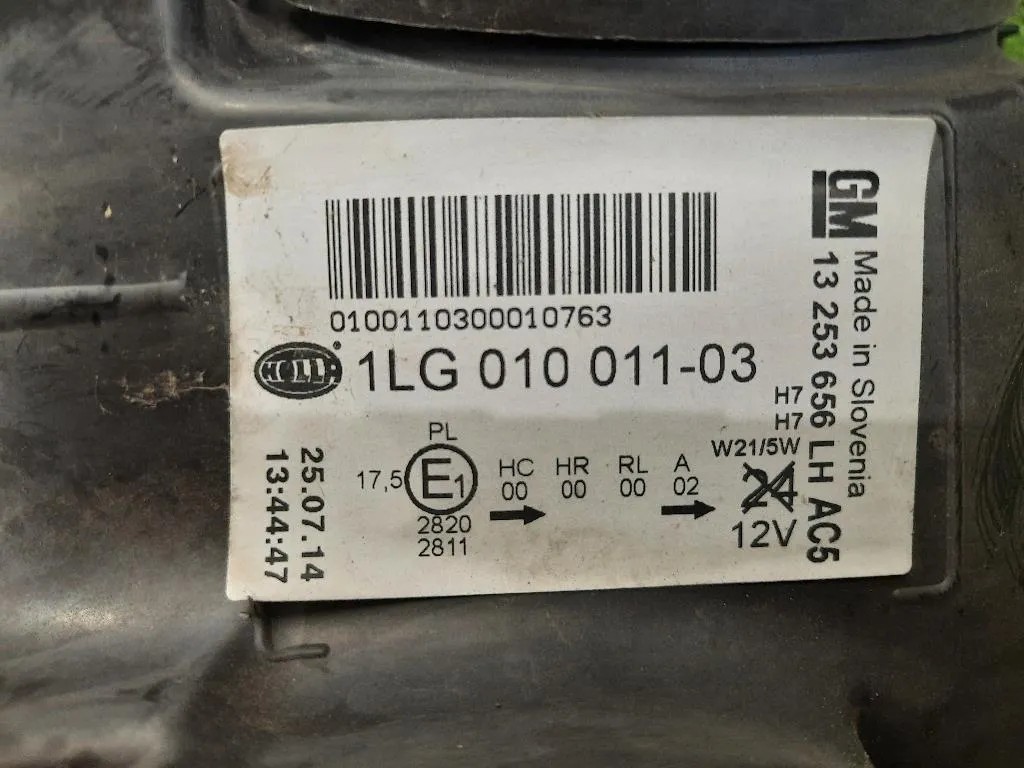 0100110300010763
HELLA ® 1LG 010 011-03
H7
H7
W21/5W
24
12V
PL
17,5 E1
2820
2811
HC HR RL A
00 00 00 02
25.07.14
13:44:47
GM
Made in Slovenia
13 253 656 LH AC5